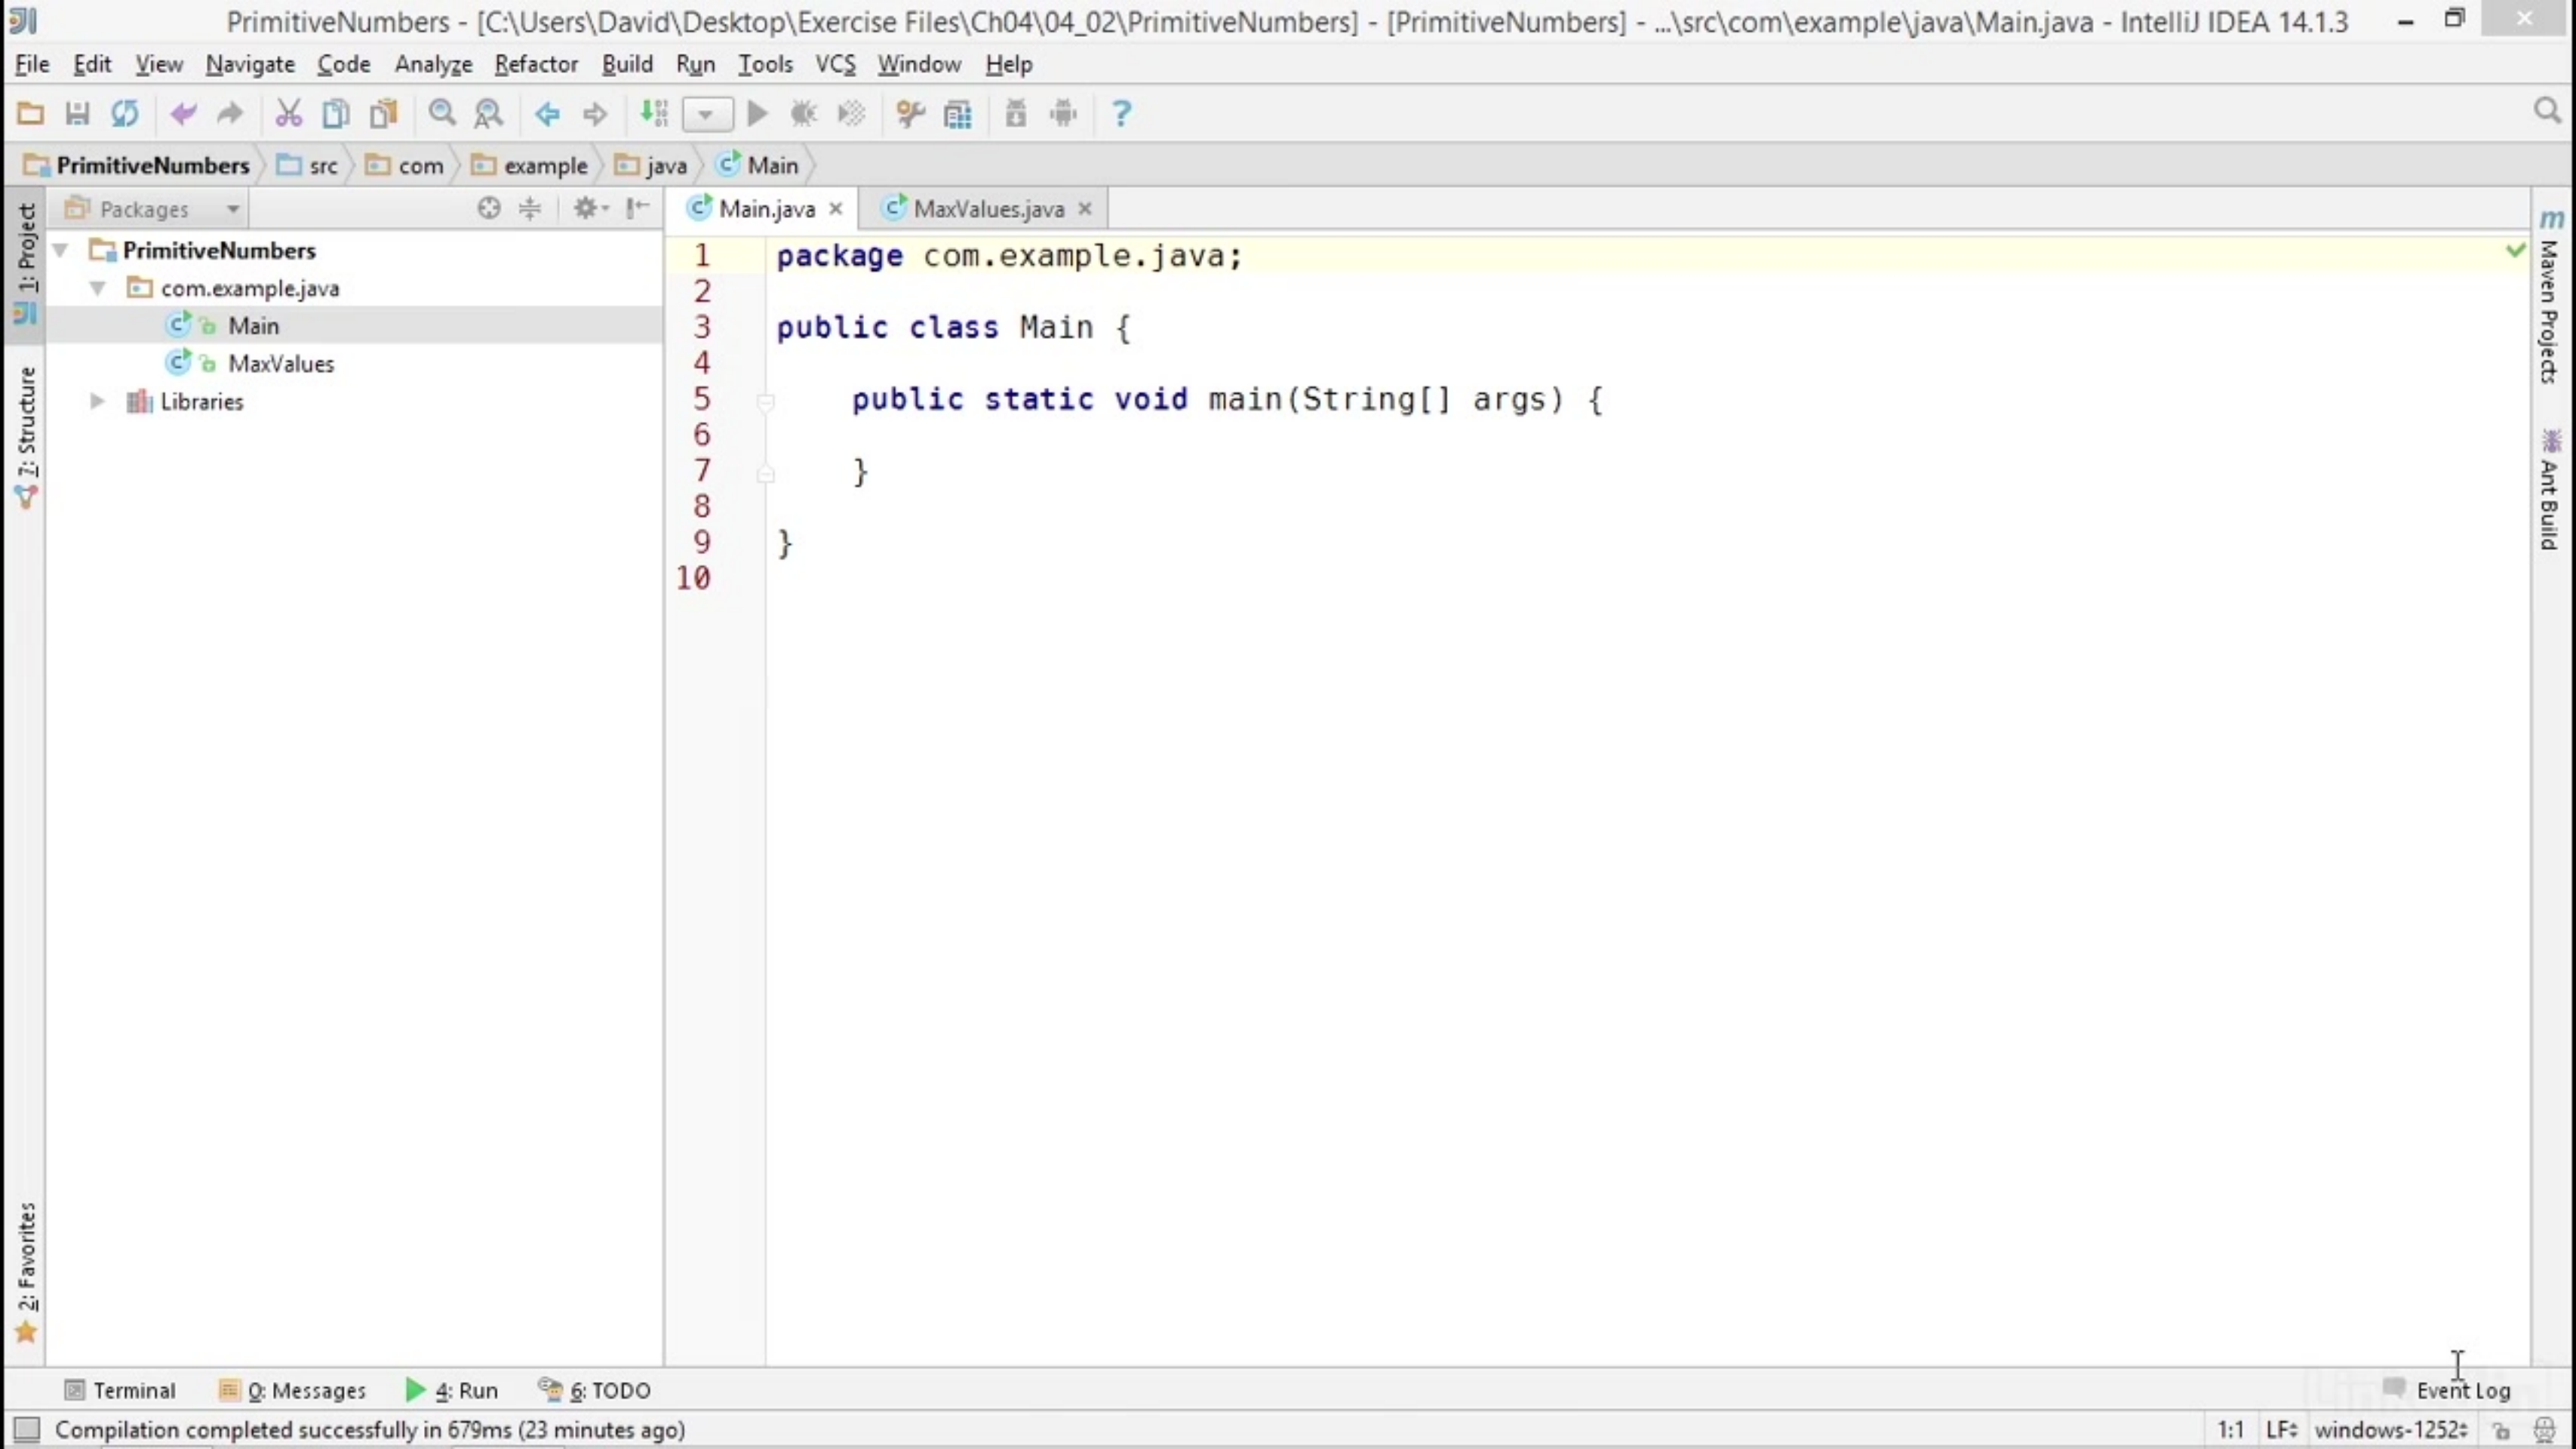 PrimitiveNumbers - [C:\Users\David\Desktop\Exercise Files\Ch04\04_02\PrimitiveNumbers] - [PrimitiveNumbers] - ...\src\com\example\java\Main.java - IntelliJ IDEA 14.1.3
File Edit View Navigate Code Analyze Refactor Build Run Tools VCS Window Help
PrimitiveNumbers src com example java Main
1: Project
Packages
Main.java
MaxValues.java
PrimitiveNumbers
com.example.java
Main
MaxValues
Libraries
7: Structure
2: Favorites
1 package com.example.java;
2
3 public class Main {
4
5 public static void main(String[] args) {
6
7 }
8
9 }
10
Maven Projects
Ant Build
Terminal 0: Messages 4: Run 6: TODO Event Log
Compilation completed successfully in 679ms (23 minutes ago) 1:1 LF windows-1252